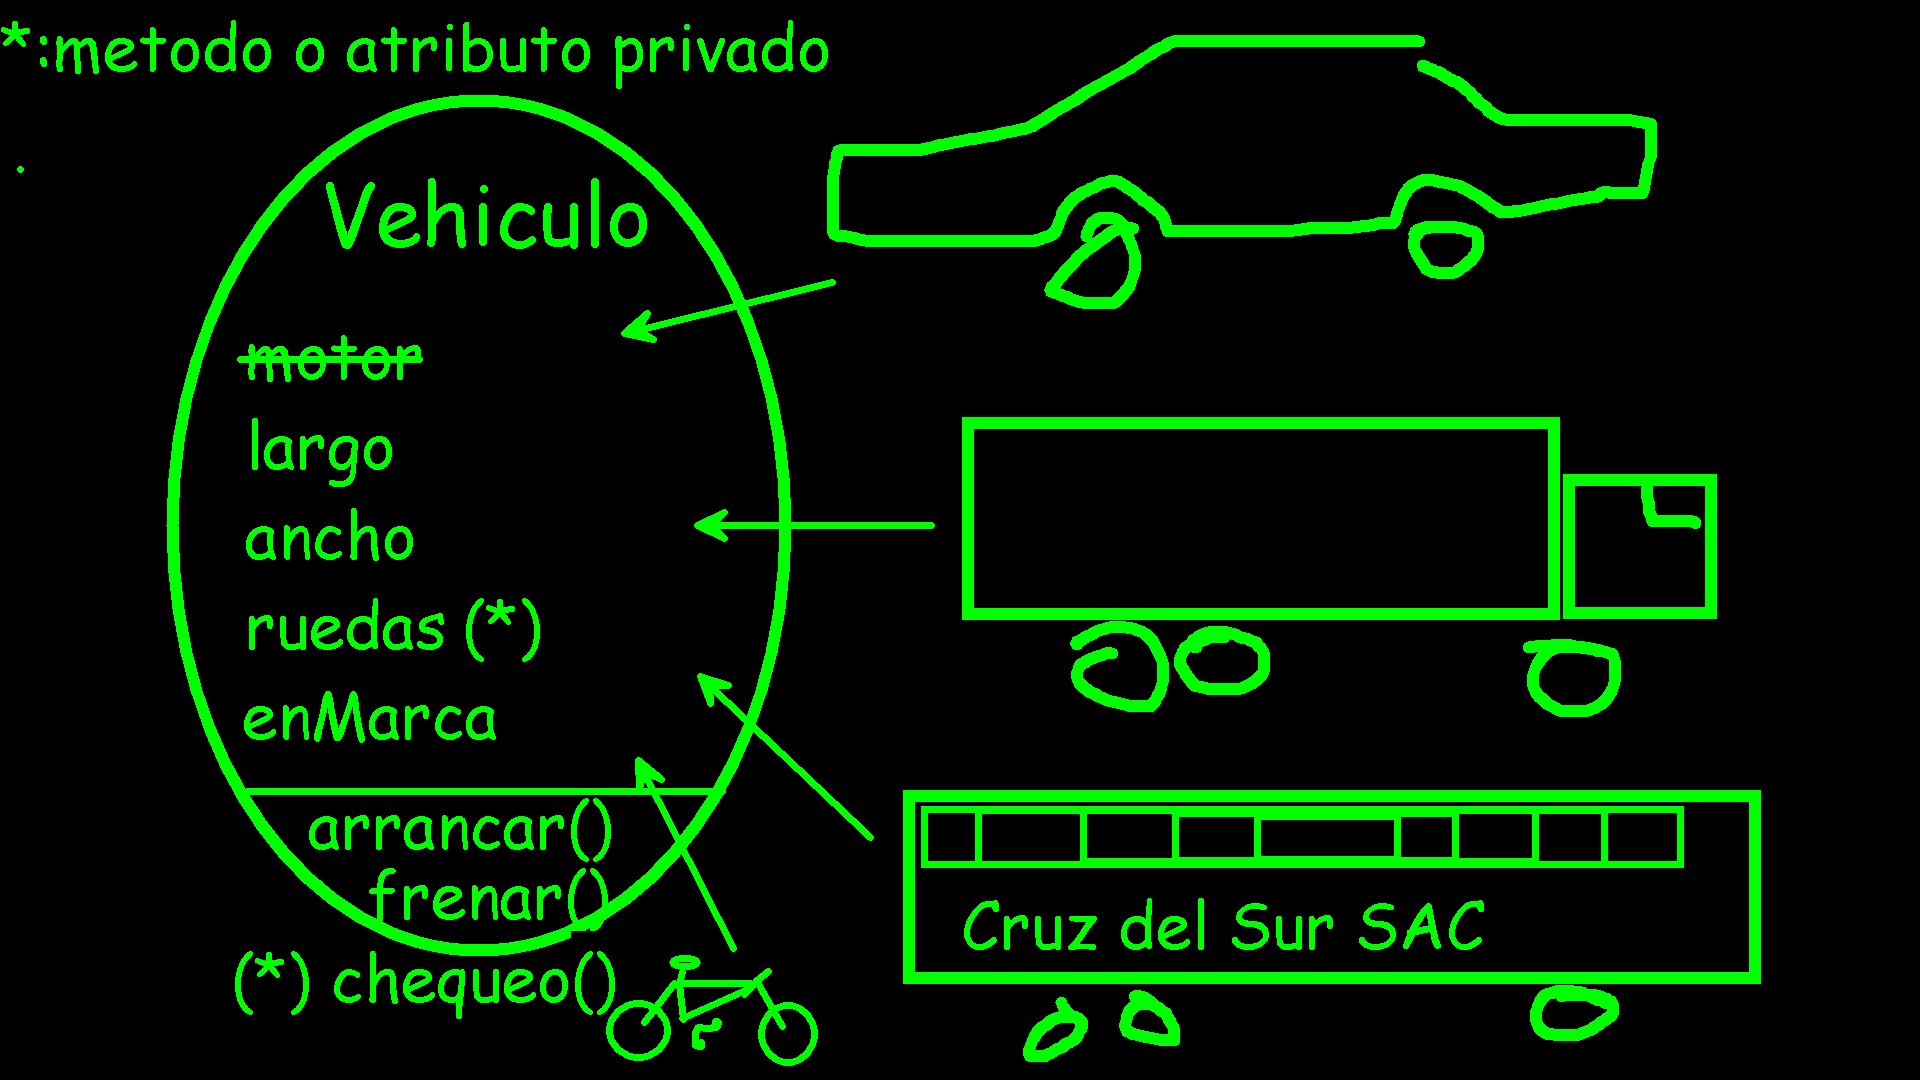 *:metodo o atributo privado
Vehiculo
motor
largo
ancho
ruedas (*)
enMarca
arrancar()
frenar()
(*) chequeo()
Cruz del Sur SAC